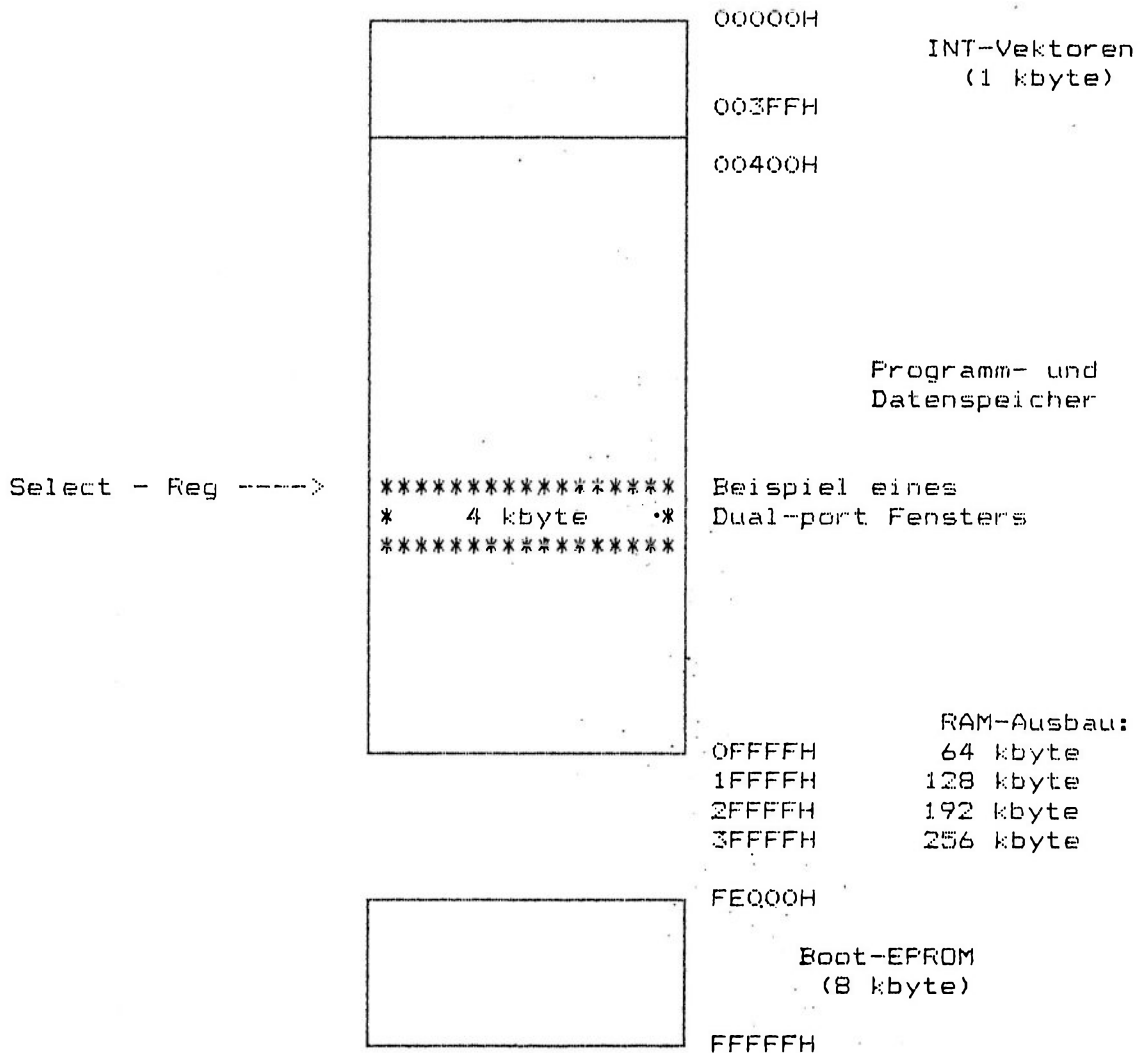 00000H
INT-Vektoren
(1 kbyte)
003FFH
00400H
Programm- und
Datenspeicher
Select - Reg ---->
*****************
* 4 kbyte *
*****************
Beispiel eines
Dual-port Fensters
RAM-Ausbau:
0FFFFH 64 kbyte
1FFFFH 128 kbyte
2FFFFH 192 kbyte
3FFFFH 256 kbyte
FE000H
Boot-EPROM
(8 kbyte)
FFFFFH